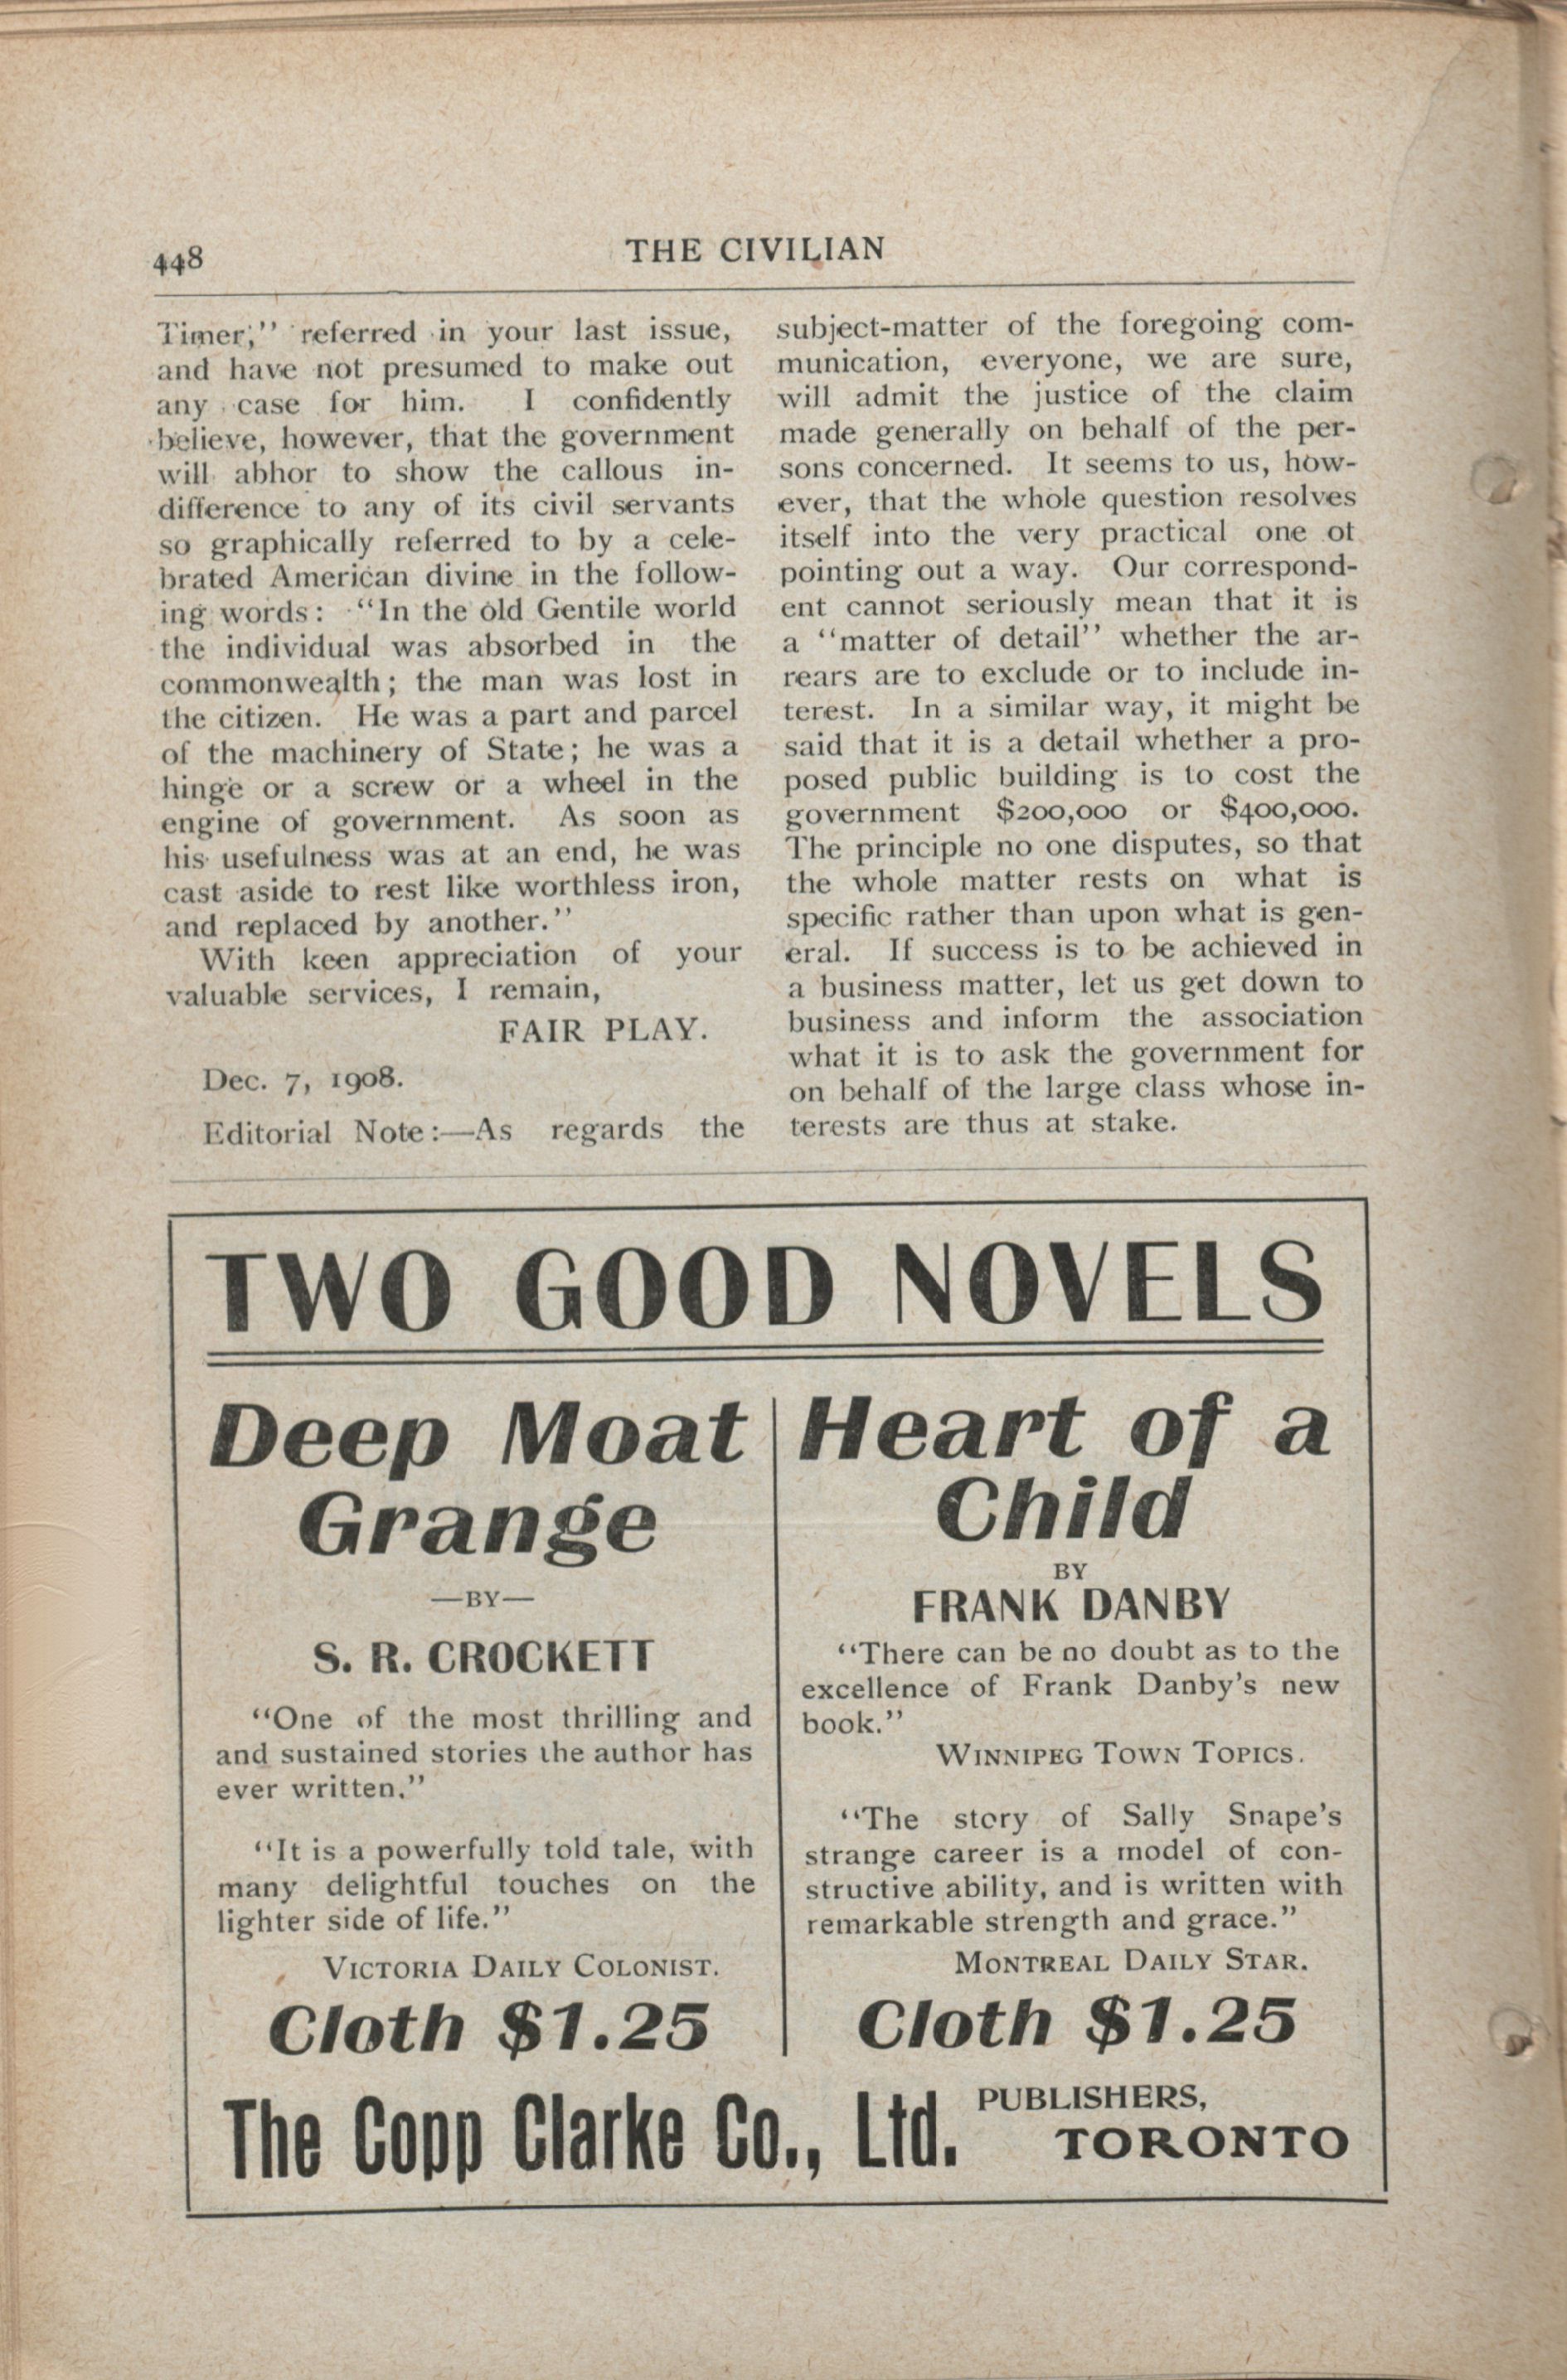 448
THE CIVILIAN
Timer,'' referred in your last issue,
and have not presumed to make out
any case for him. I confidently
believe, however, that the government
will abhor to show the callous in-
difference to any of its civil servants
so graphically referred to by a cele-
brated American divine in the follow-
ing words: "In the old Gentile world
the individual was absorbed in the
commonwealth; the man was lost in
the citizen. He was a part and parcel
of the machinery of State; he was a
hinge or a screw or a wheel in the
engine of government. As soon as
his usefulness was at an end, he was
cast aside to rest like worthless iron,
and replaced by another.''
With keen appreciation of your
valuable services, I remain,
FAIR PLAY.
Dec. 7, 1908.
Editorial Note:—As regards the
subject-matter of the foregoing com-
munication, everyone, we are sure,
will admit the justice of the claim
made generally on behalf of the per-
sons concerned. It seems to us, how-
ever, that the whole question resolves
itself into the very practical one ot
pointing out a way. Our correspond-
ent cannot seriously mean that it is
a "matter of detail'' whether the ar-
rears are to exclude or to include in-
terest. In a similar way, it might be
said that it is a detail whether a pro-
posed public building is to cost the
government $200,000 or $400,000.
The principle no one disputes, so that
the whole matter rests on what is
specific rather than upon what is gen-
eral. If success is to be achieved in
a business matter, let us get down to
business and inform the association
what it is to ask the government for
on behalf of the large class whose in-
terests are thus at stake.
TWO GOOD NOVELS
Deep Moat
Grange
—BY—
S. R. CROCKETT
"One of the most thrilling and
and sustained stories the author has
ever written."
"It is a powerfully told tale, with
many delightful touches on the
lighter side of life."
VICTORIA DAILY COLONIST.
Cloth $1.25
Heart of a
Child
BY
FRANK DANBY
"There can be no doubt as to the
excellence of Frank Danby's new
book."
WINNIPEG TOWN TOPICS.
"The story of Sally Snape's
strange career is a model of con-
structive ability, and is written with
remarkable strength and grace."
MONTREAL DAILY STAR.
Cloth $1.25
The Copp Clarke Co., Ltd.
PUBLISHERS,
TORONTO